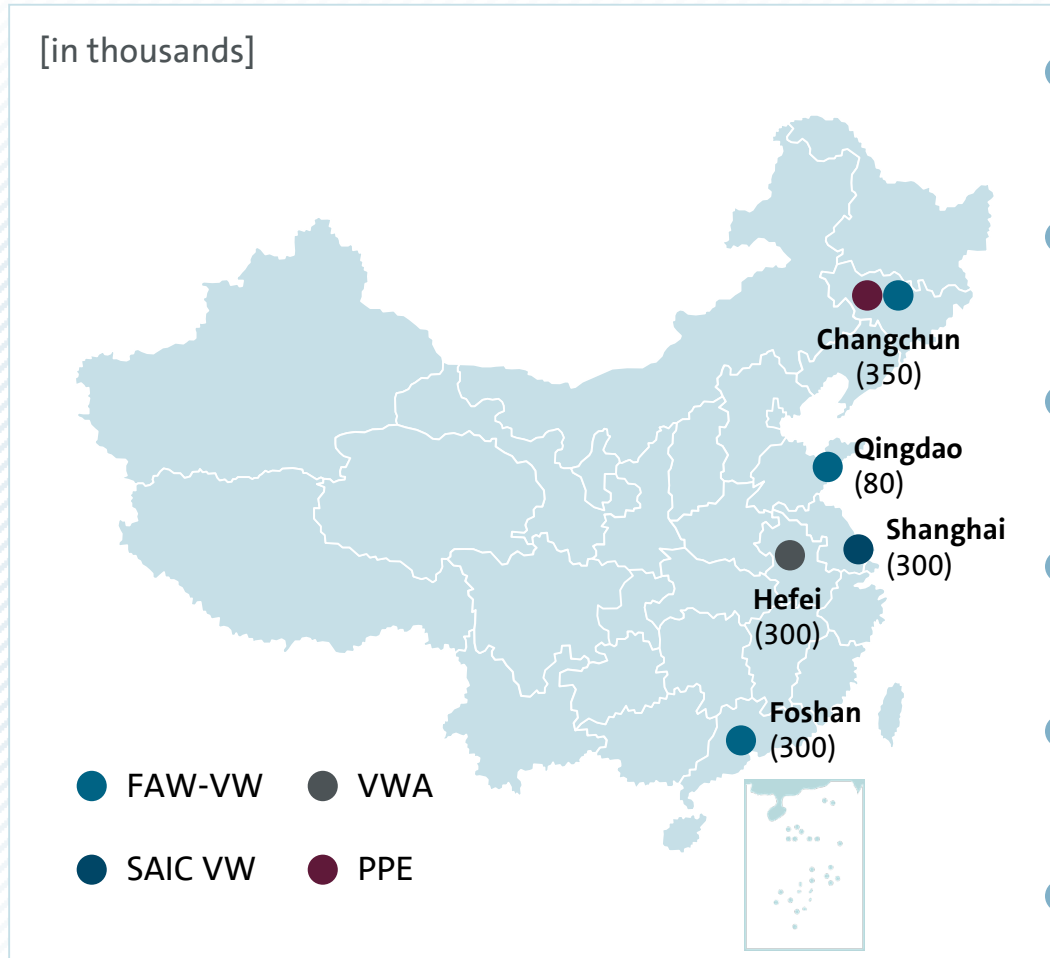 [in thousands]
Changchun
(350)
Qingdao
(80)
Shanghai
(300)
Hefei
(300)
Foshan
(300)
FAW-VW
VWA
SAIC VW
PPE